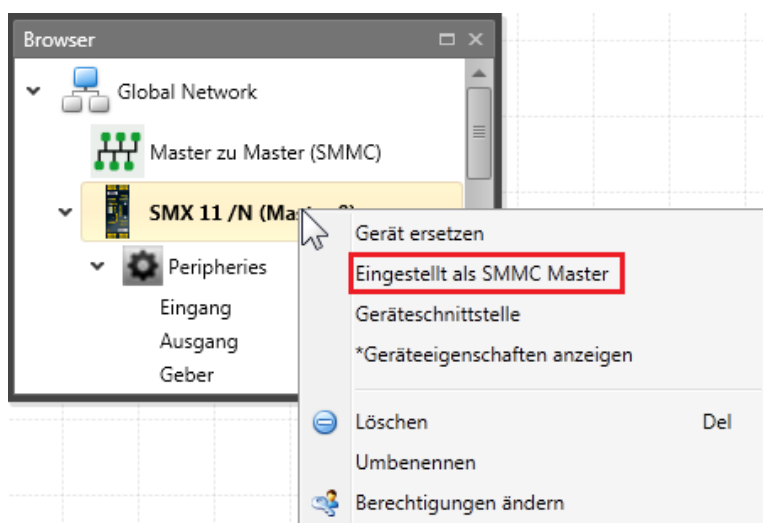 Browser
Global Network
Master zu Master (SMMC)
SMX 11 /N (Ma
Gerät ersetzen
Eingestellt als SMMC Master
Peripheries
Geräteschnittstelle
Eingang
*Geräteeigenschaften anzeigen
Ausgang
Geber
Löschen Del
Umbenennen
Berechtigungen ändern